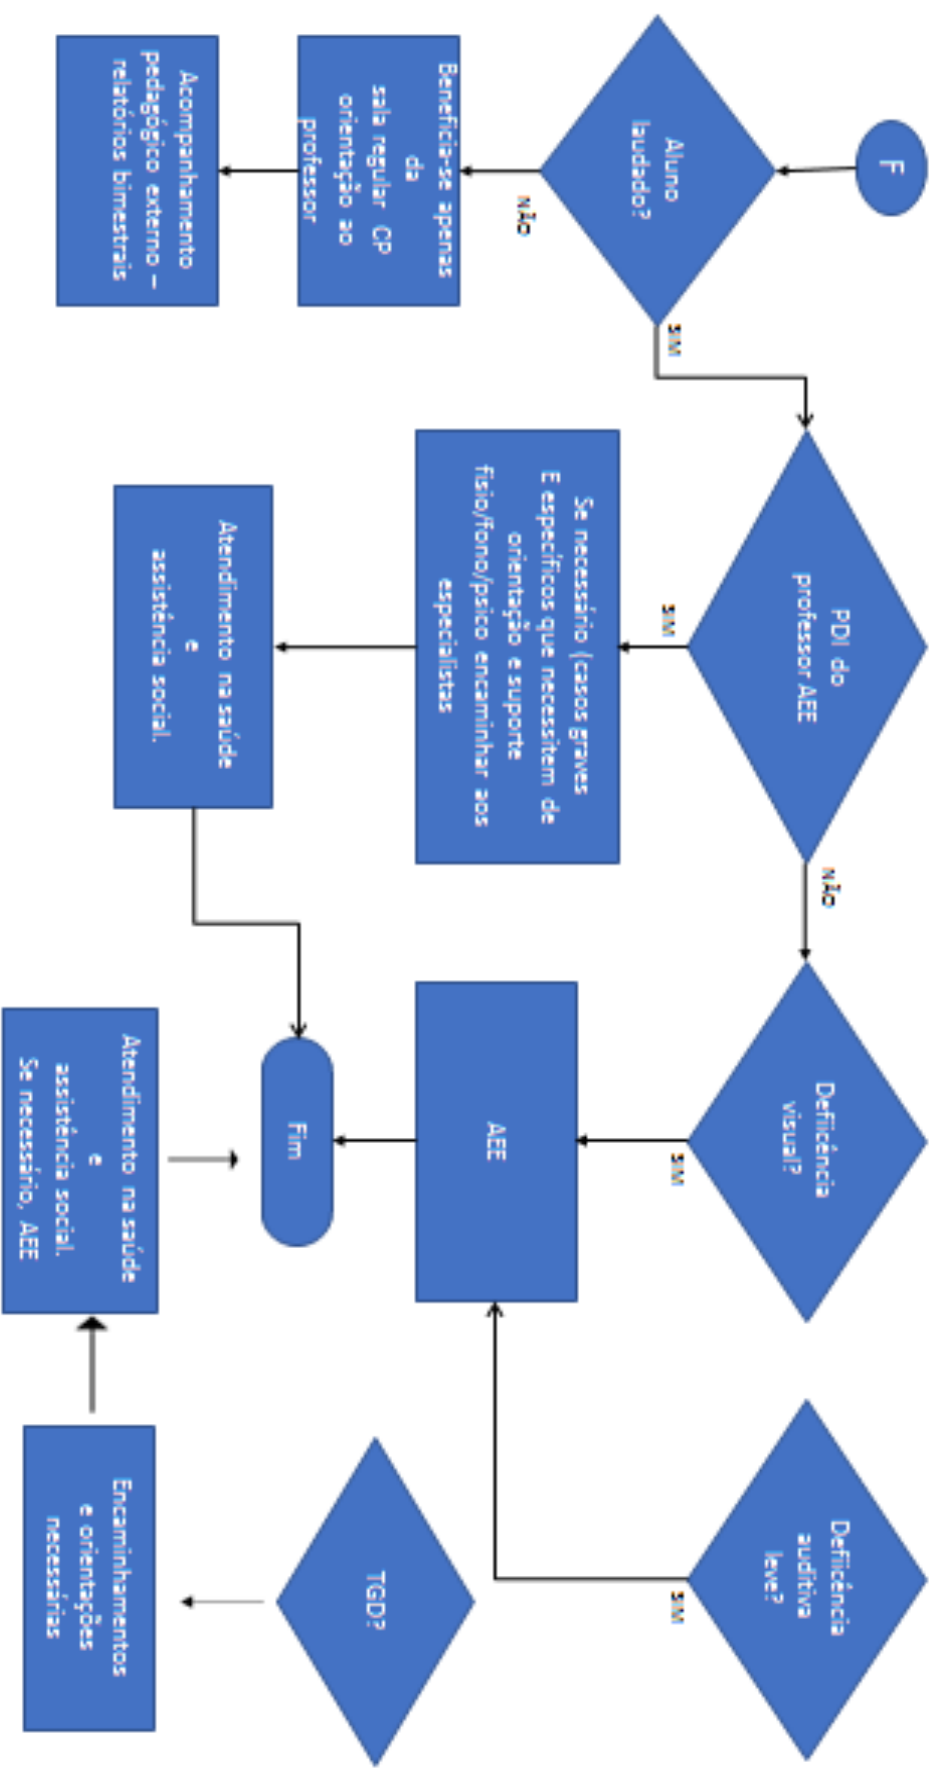 F
Aluno
laudado?
SIM
NÃO
Beneficia-se apenas
da
sala regular CP
orientação ao
professor
Acompanhamento
pedagógico externo –
relatórios bimestrais
PDI do
professor AEE
NÃO
SIM
Se necessário (casos graves
E específicos que necessitem de
orientação e suporte
fisio/fono/psico encaminhar aos
especialistas
Atendimento na saúde
e
assistência social.
Defiicência
visual?
SIM
AEE
Fim
Defiicência
auditiva
leve?
SIM
TGD?
Encaminhamentos
e orientações
necessárias
Atendimento na saúde
e
assistência social.
Se necessário, AEE